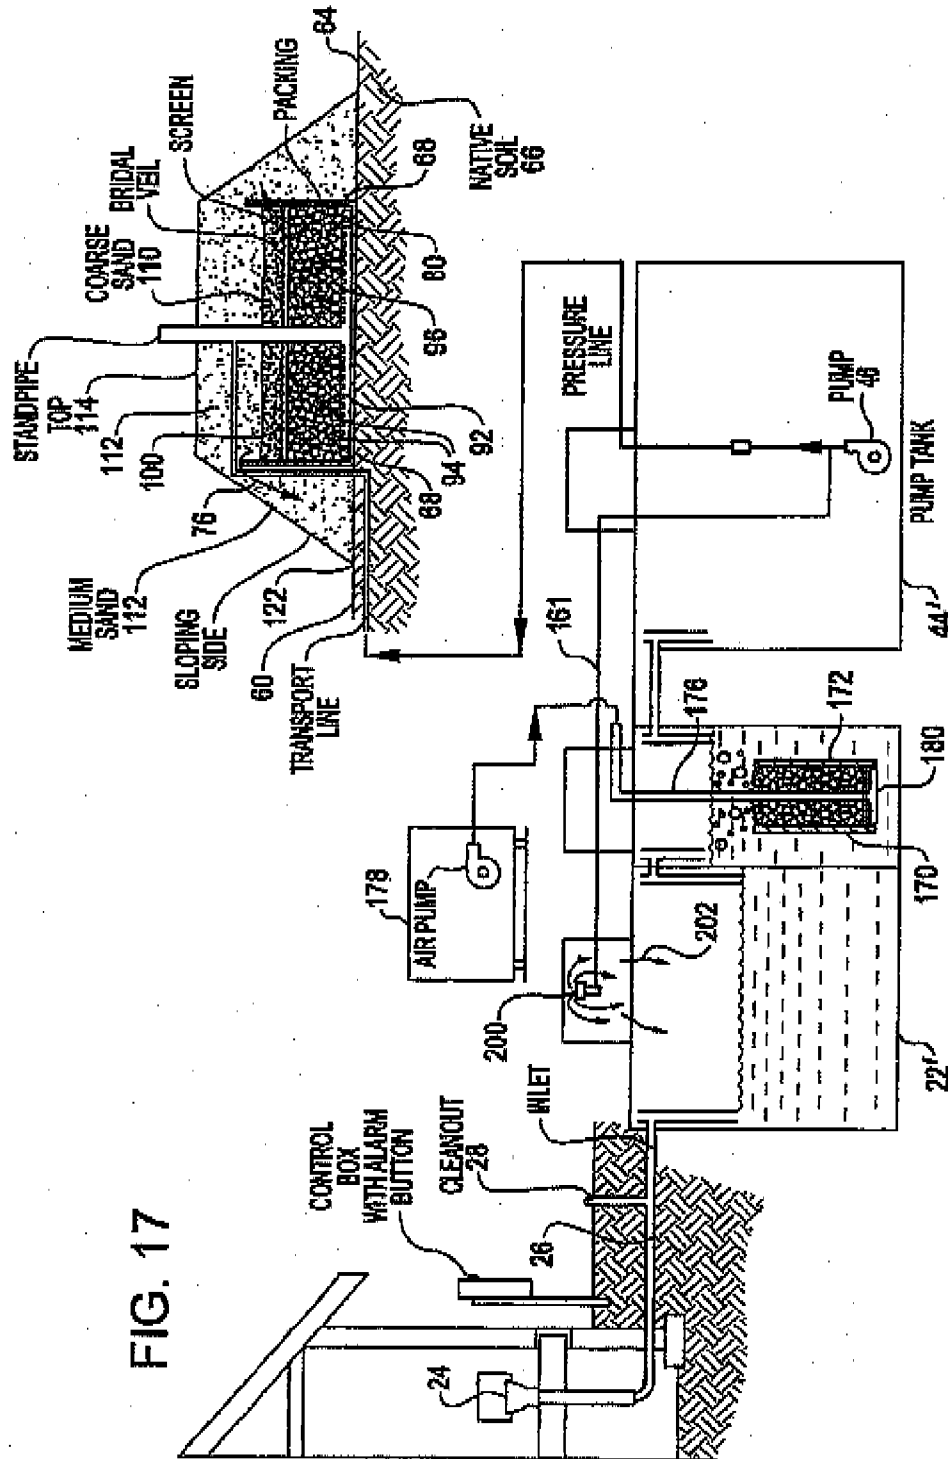 FIG. 17
STANDPIPE
TOP
114
112
100
76
MEDIUM
SAND
112
SLOPING
SIDE
60
122
TRANSPORT
LINE
COARSE
SAND
110
BRIDAL
VEIL
SCREEN
PACKING
64
NATIVE
SOIL
66
68
80
96
92
94
68
PRESSURE
LINE
PUMP
46
PUMP TANK
44'
161
176
172
180
170
178
AIR PUMP
202
200
22'
INLET
CLEANOUT
28
26
CONTROL
BOX
WITH ALARM
BUTTON
24